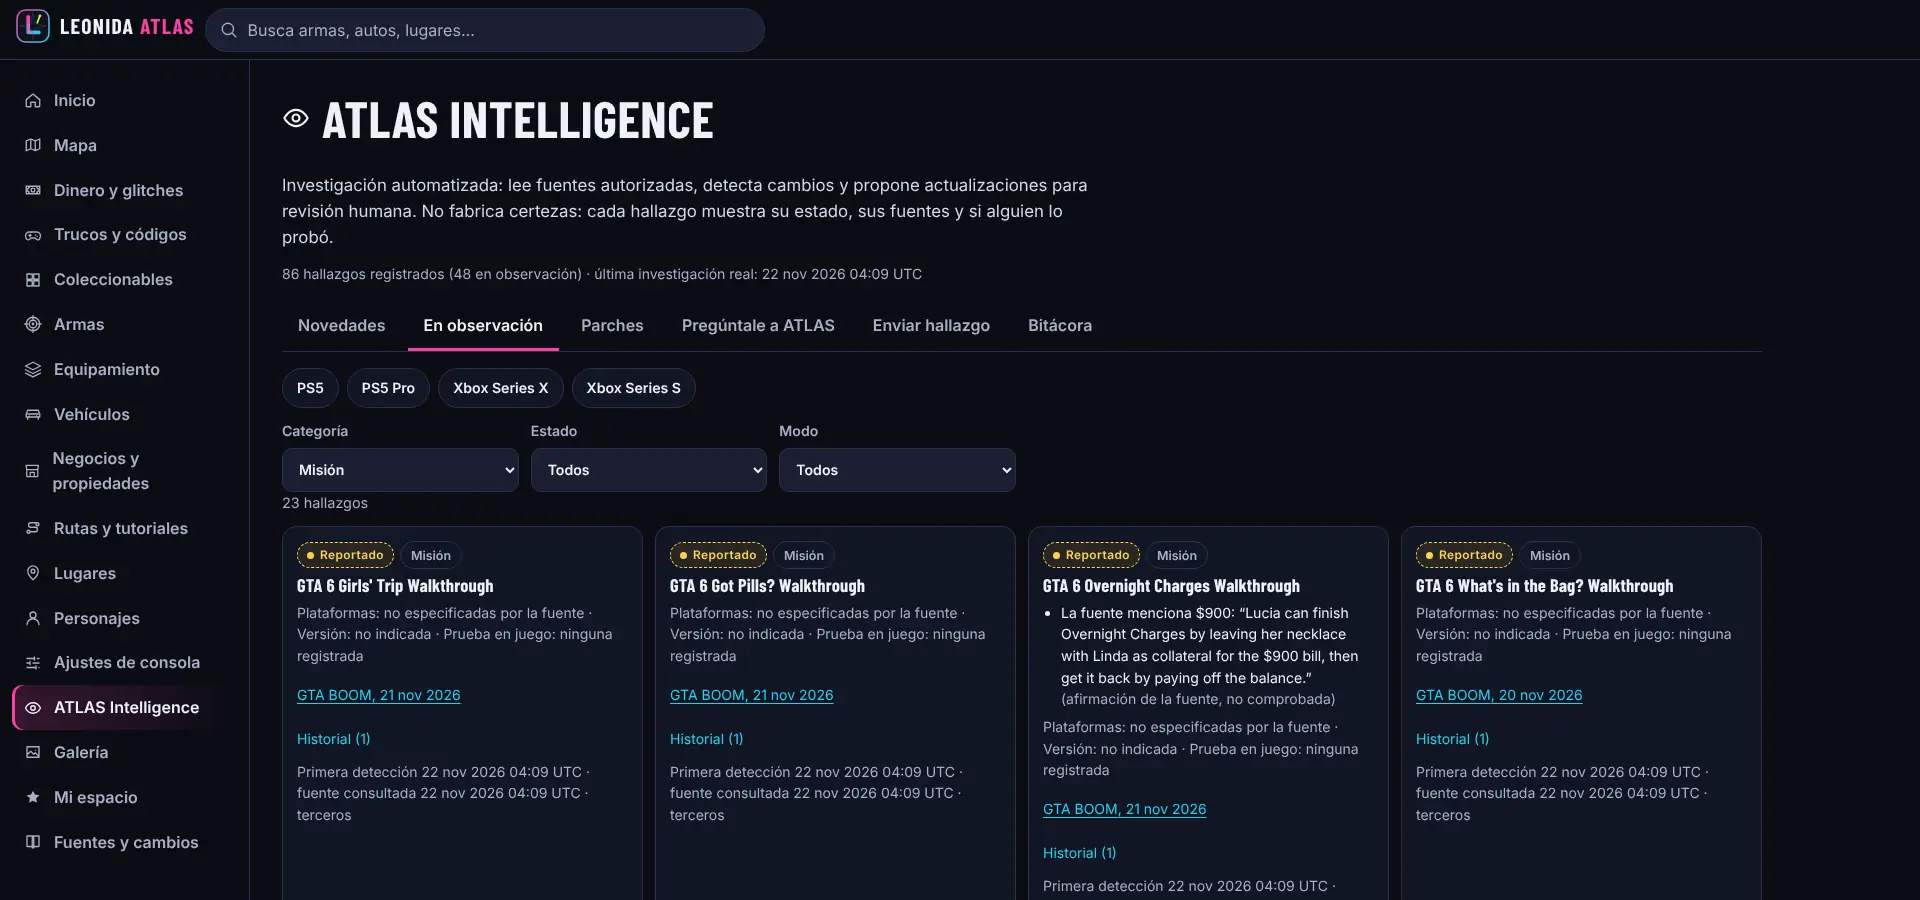 LEONIDA ATLAS
Busca armas, autos, lugares...
Inicio
Mapa
Dinero y glitches
Trucos y códigos
Coleccionables
Armas
Equipamiento
Vehículos
Negocios y
propiedades
Rutas y tutoriales
Lugares
Personajes
Ajustes de consola
ATLAS Intelligence
Galería
Mi espacio
Fuentes y cambios
ATLAS INTELLIGENCE
Investigación automatizada: lee fuentes autorizadas, detecta cambios y propone actualizaciones para
revisión humana. No fabrica certezas: cada hallazgo muestra su estado, sus fuentes y si alguien lo
probó.
86 hallazgos registrados (48 en observación) · última investigación real: 22 nov 2026 04:09 UTC
Novedades En observación Parches Pregúntale a ATLAS Enviar hallazgo Bitácora
PS5 PS5 Pro Xbox Series X Xbox Series S
Categoría Estado Modo
Misión Todos Todos
23 hallazgos
Reportado Misión
GTA 6 Girls' Trip Walkthrough
Plataformas: no especificadas por la fuente ·
Versión: no indicada · Prueba en juego: ninguna
registrada
GTA BOOM, 21 nov 2026
Historial (1)
Primera detección 22 nov 2026 04:09 UTC ·
fuente consultada 22 nov 2026 04:09 UTC ·
terceros
Reportado Misión
GTA 6 Got Pills? Walkthrough
Plataformas: no especificadas por la fuente ·
Versión: no indicada · Prueba en juego: ninguna
registrada
GTA BOOM, 21 nov 2026
Historial (1)
Primera detección 22 nov 2026 04:09 UTC ·
fuente consultada 22 nov 2026 04:09 UTC ·
terceros
Reportado Misión
GTA 6 Overnight Charges Walkthrough
• La fuente menciona $900: “Lucia can finish
Overnight Charges by leaving her necklace
with Linda as collateral for the $900 bill, then
get it back by paying off the balance.”
(afirmación de la fuente, no comprobada)
Plataformas: no especificadas por la fuente ·
Versión: no indicada · Prueba en juego: ninguna
registrada
GTA BOOM, 21 nov 2026
Historial (1)
Primera detección 22 nov 2026 04:09 UTC ·
Reportado Misión
GTA 6 What's in the Bag? Walkthrough
Plataformas: no especificadas por la fuente ·
Versión: no indicada · Prueba en juego: ninguna
registrada
GTA BOOM, 20 nov 2026
Historial (1)
Primera detección 22 nov 2026 04:09 UTC ·
fuente consultada 22 nov 2026 04:09 UTC ·
terceros